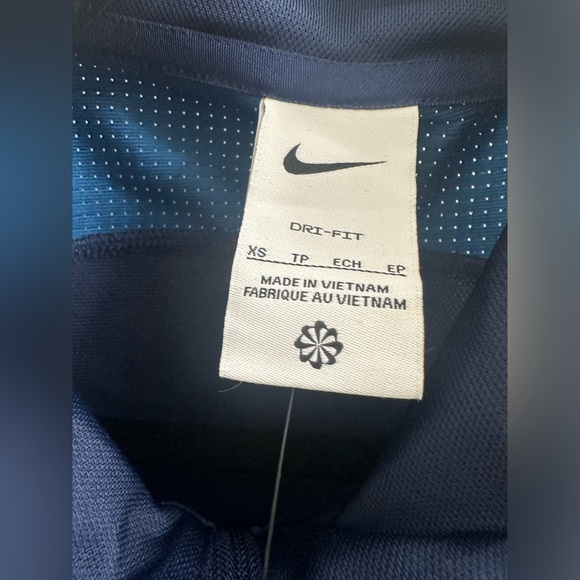 DRI-FIT
XS TP ECH EP
MADE IN VIETNAM
FABRIQUE AU VIETNAM